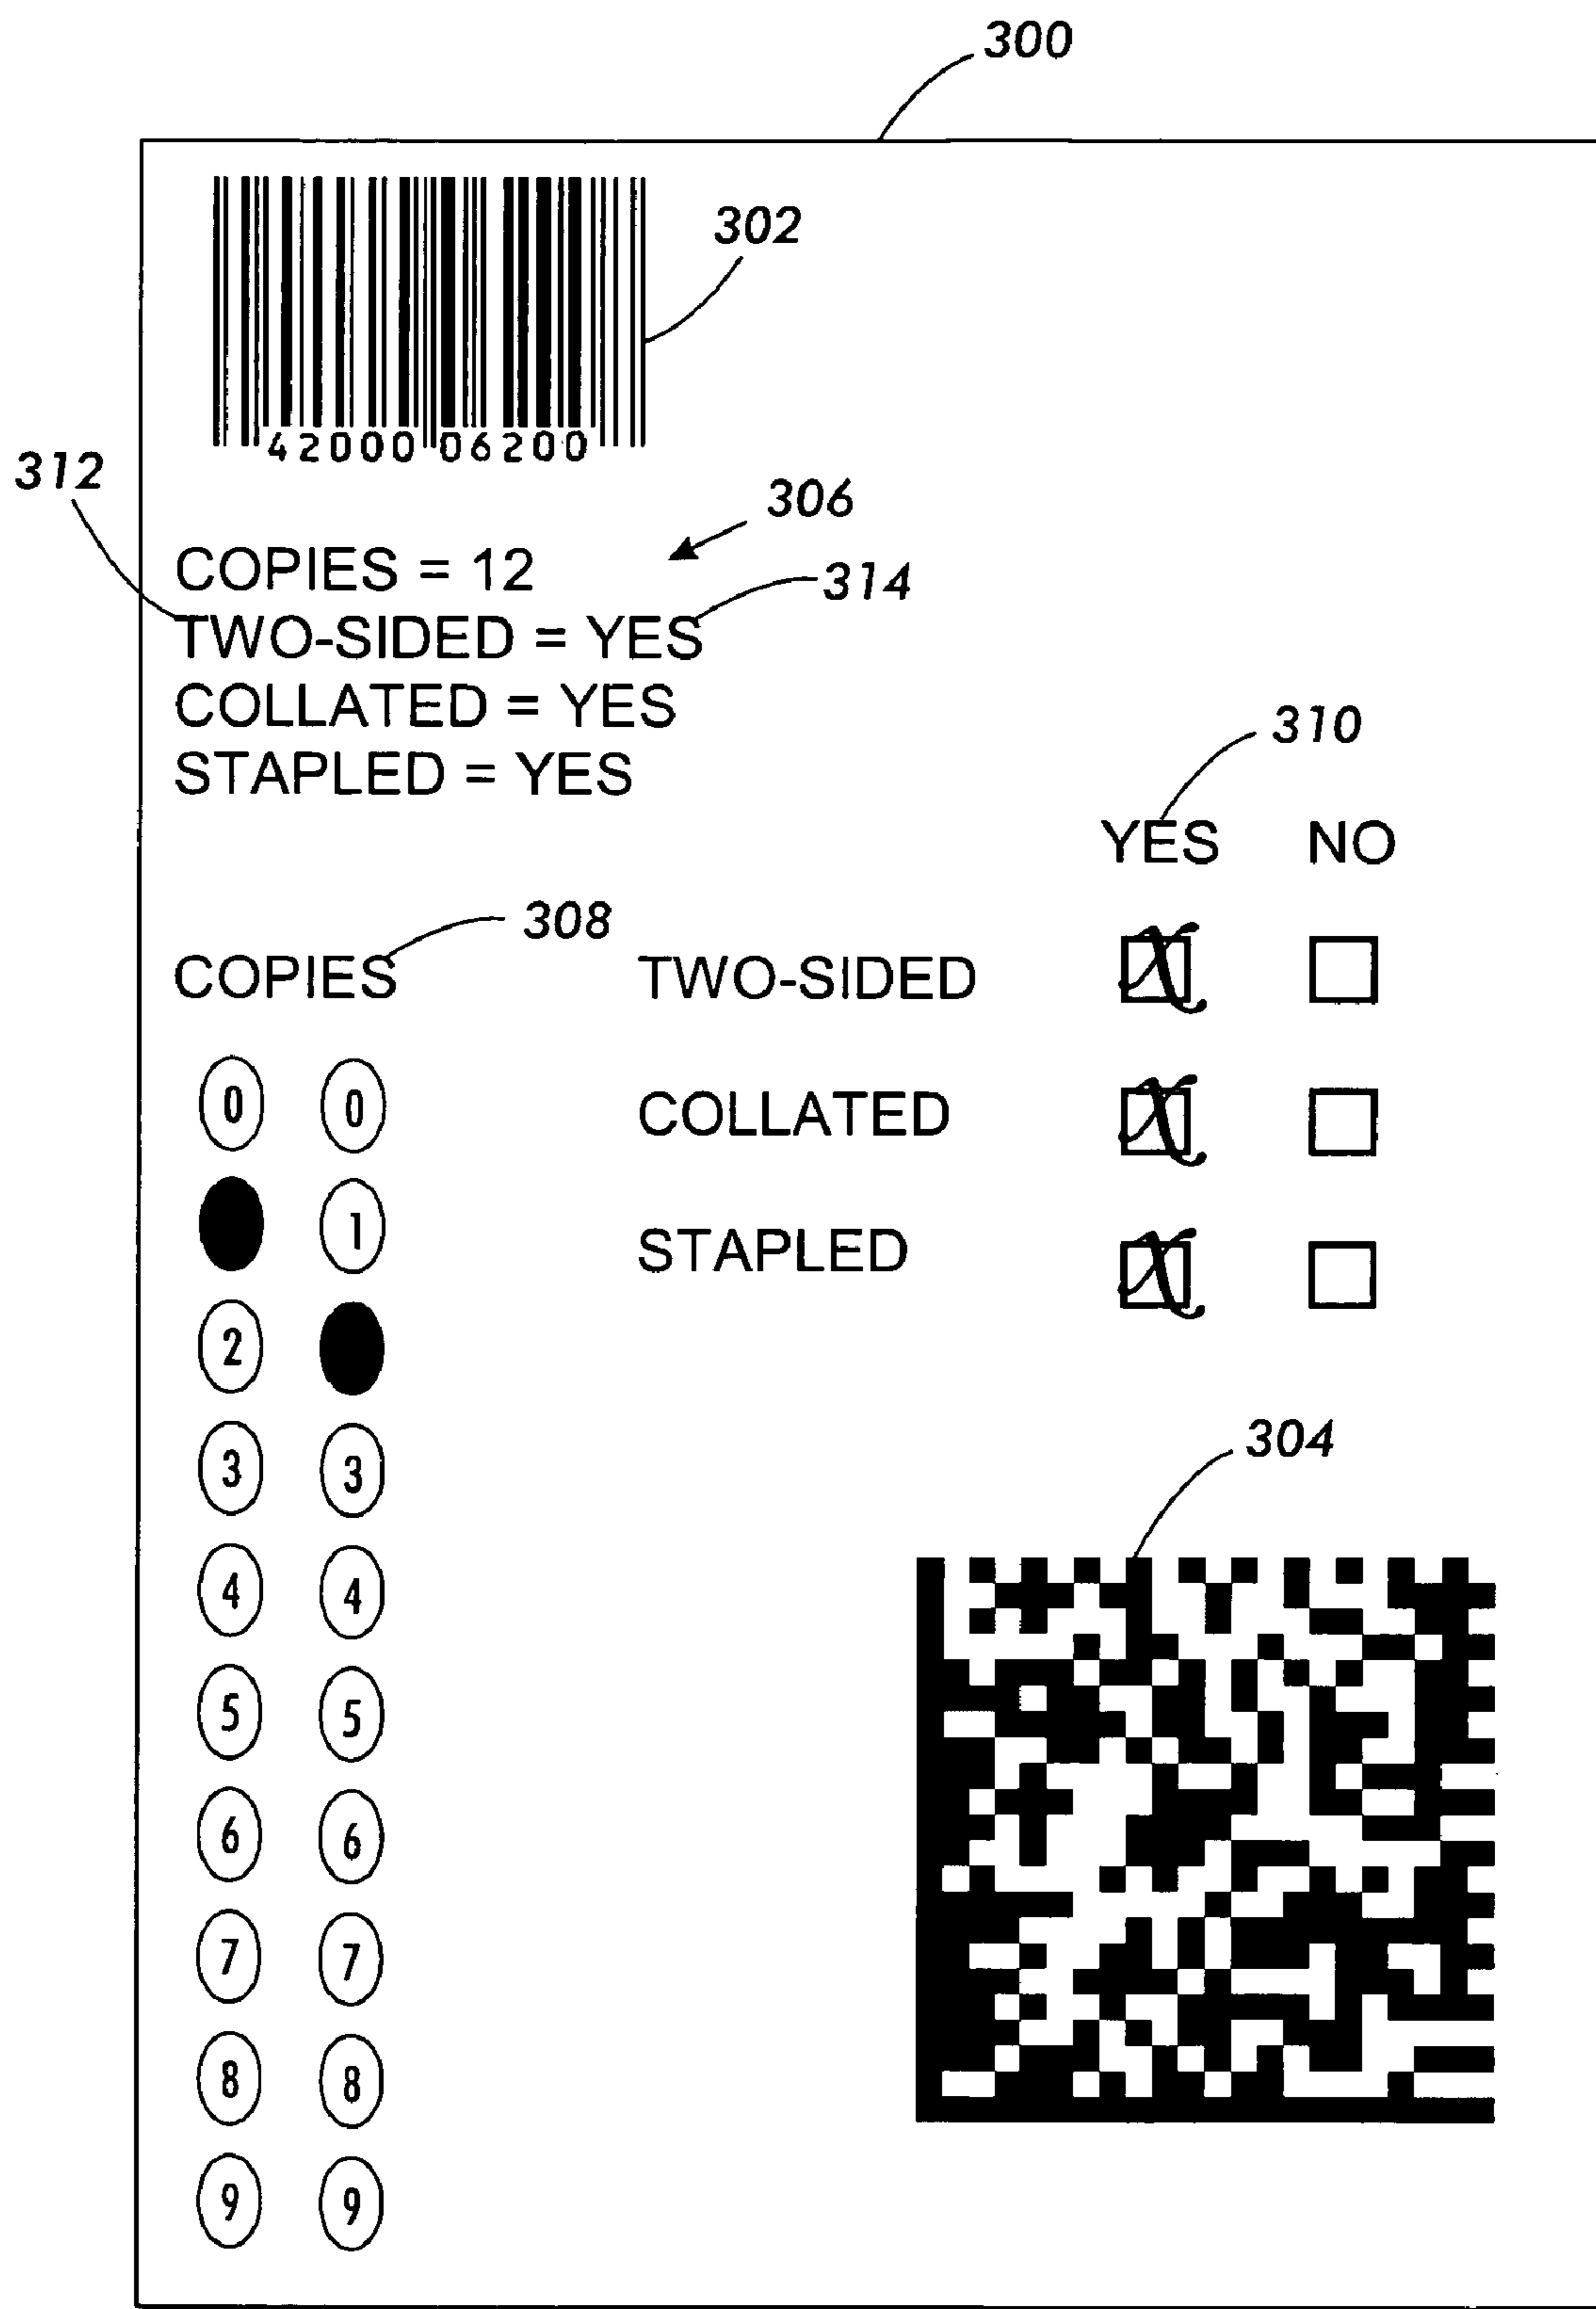 300
302
42000 06200
312
306
COPIES = 12
314
TWO-SIDED = YES
COLLATED = YES
STAPLED = YES
310
YES NO
308
COPIES TWO-SIDED
0 0 COLLATED
1 STAPLED
2
3 3
304
4 4
5 5
6 6
7 7
8 8
9 9